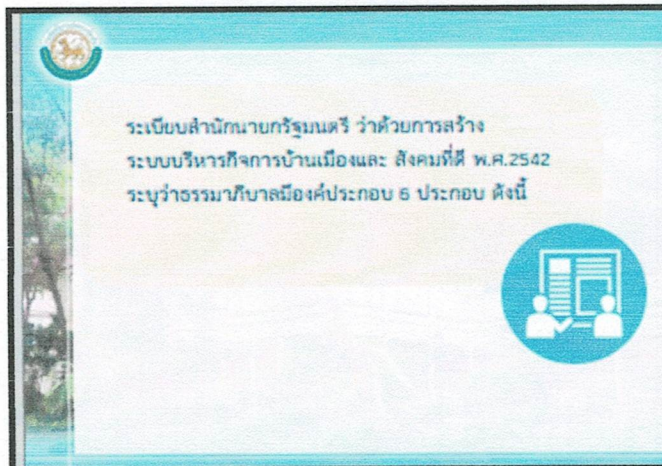 ระเบียบสำนักนายกรัฐมนตรี ว่าด้วยการสร้าง
ระบบบริหารกิจการบ้านเมืองและ สังคมที่ดี พ.ศ.2542
ระบุว่าธรรมาภิบาลมีองค์ประกอบ 6 ประกอบ ดังนี้